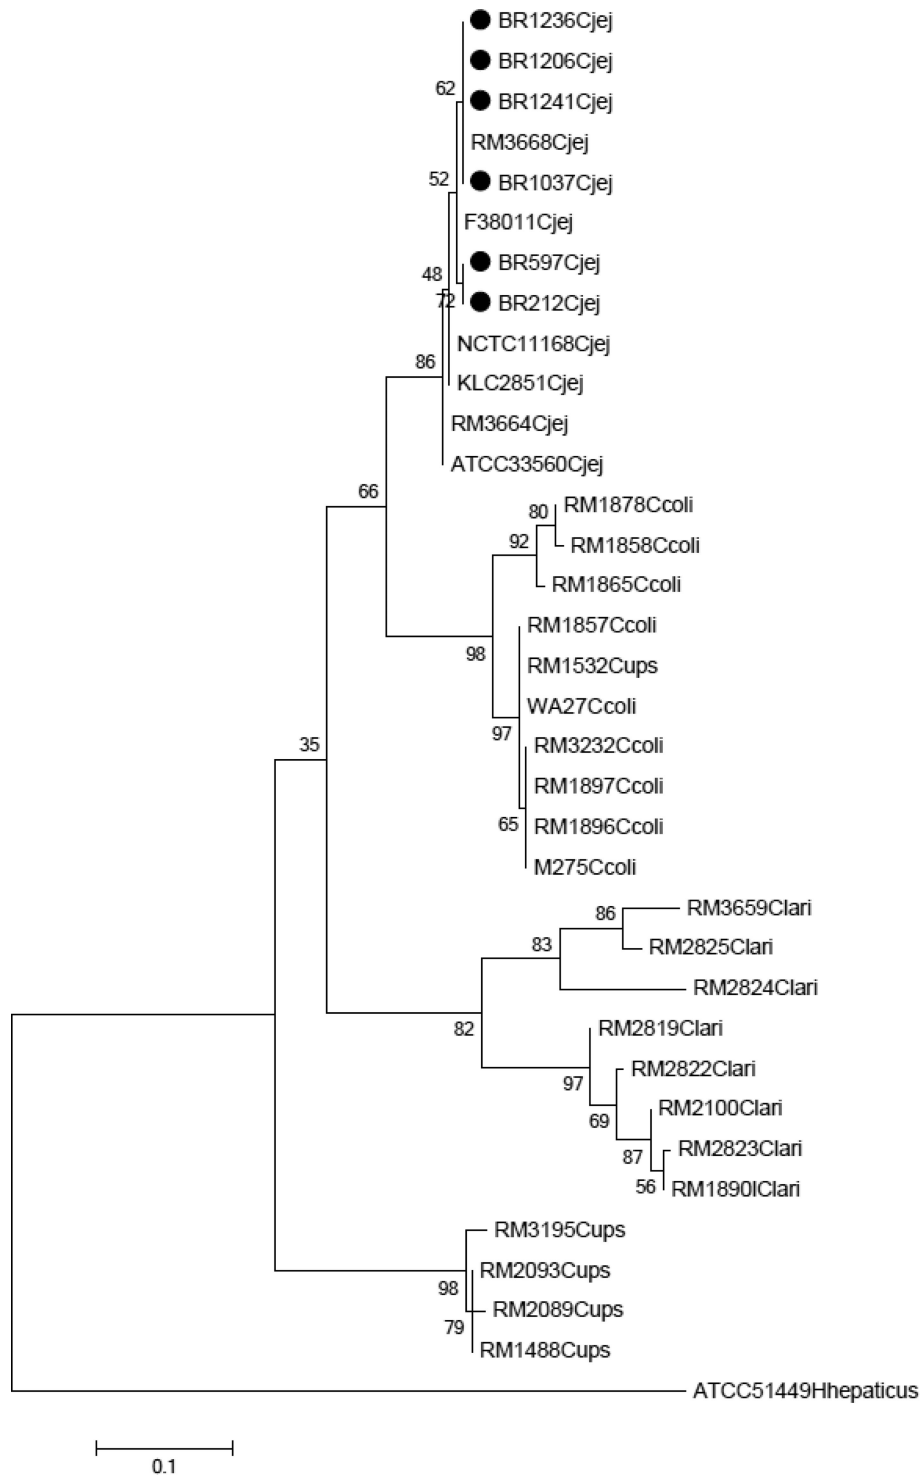 BR1236Cjej
BR1206Cjej
62
BR1241Cjej
RM3668Cjej
52
BR1037Cjej
F38011Cjej
BR597Cjej
48
72
BR212Cjej
NCTC11168Cjej
86
KLC2851Cjej
RM3664Cjej
ATCC33560Cjej
66
RM1878Ccoli
80
92
RM1858Ccoli
RM1865Ccoli
RM1857Ccoli
98
RM1532Cups
WA27Ccoli
97
35
RM3232Ccoli
RM1897Ccoli
65
RM1896Ccoli
M275Ccoli
86
RM3659Clari
83
RM2825Clari
RM2824Clari
82
RM2819Clari
97
RM2822Clari
69
RM2100Clari
87
RM2823Clari
56
RM1890lClari
RM3195Cups
98
RM2093Cups
RM2089Cups
79
RM1488Cups
ATCC51449Hhepaticus
0.1